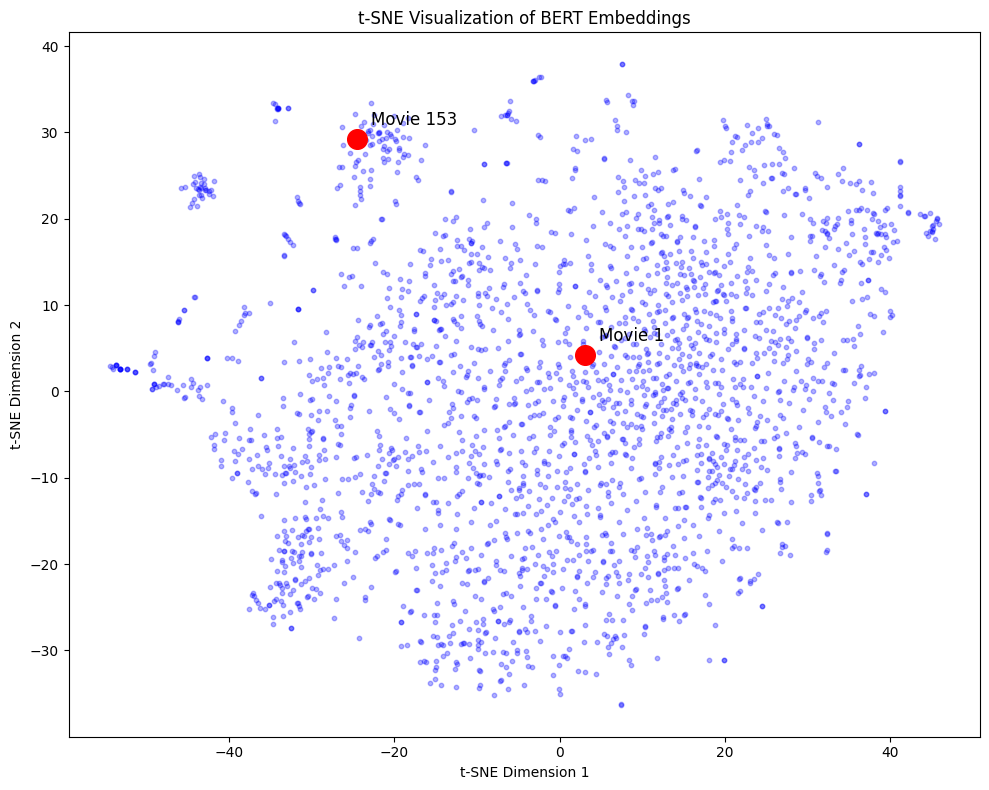 t-SNE Visualization of BERT Embeddings
40
30
20
10
0
−10
−20
−30
t-SNE Dimension 2
Movie 153
Movie 1
−40
−20
0
20
40
t-SNE Dimension 1